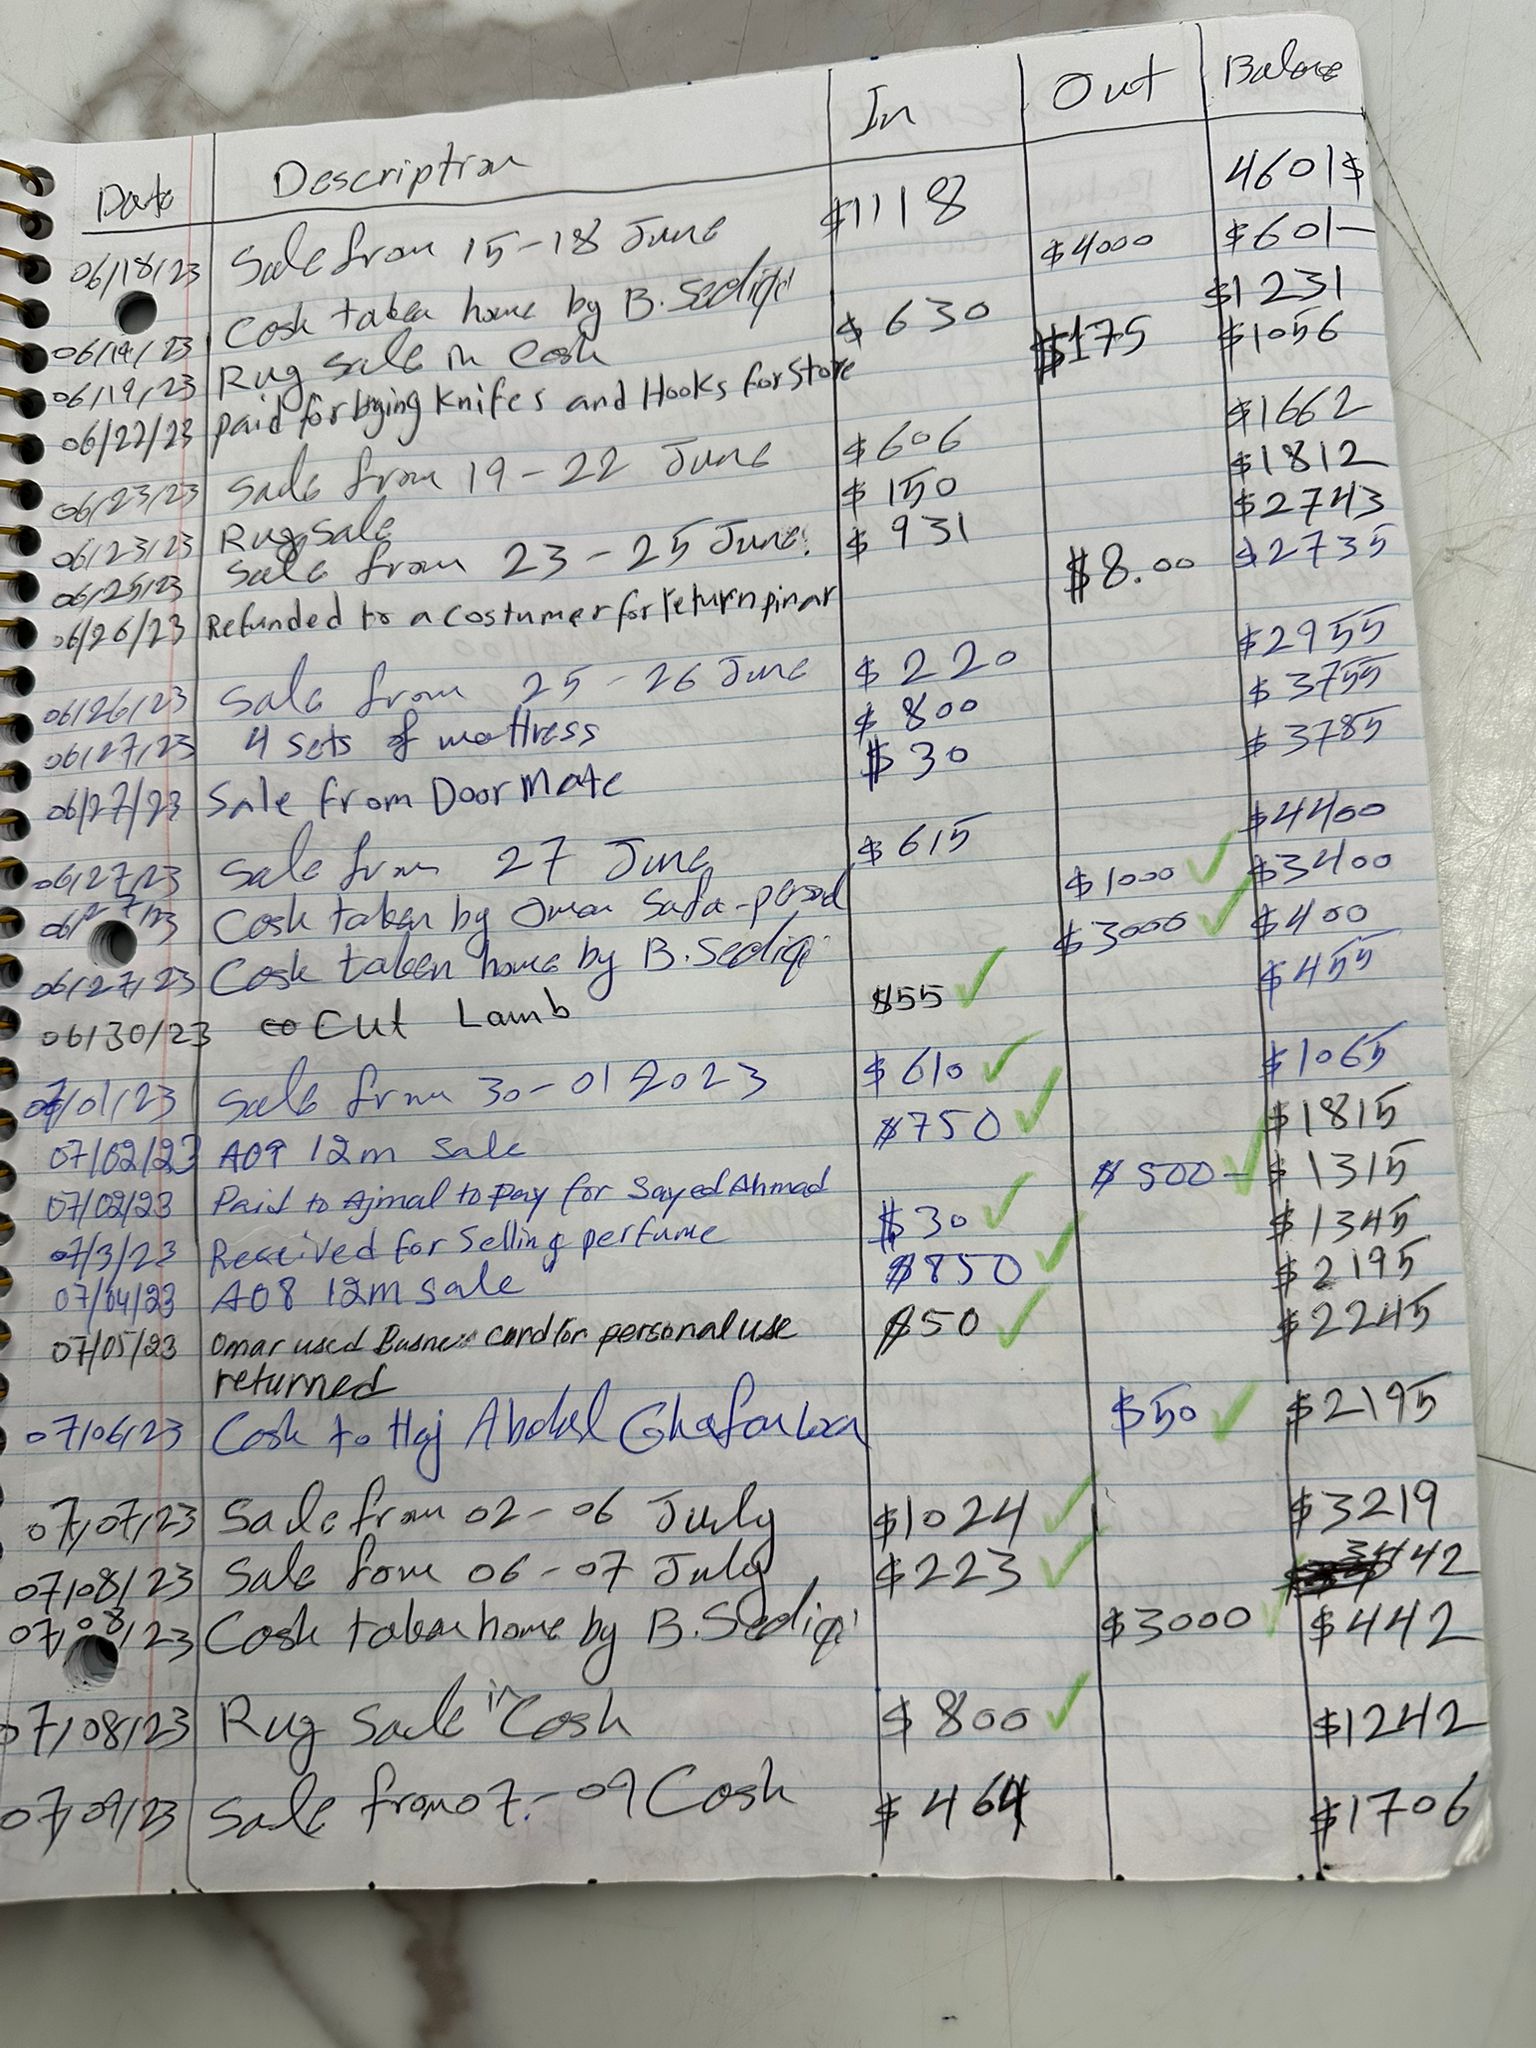 Date Description In Out Balance
06/18/23 Sale from 15-18 June $1118 4601$
06/19/23 Cash taken home by B. Sediqi $4000 $601-
06/19/23 Rug sale in Cash $630 $1231
06/22/23 paid for bying Knifes and Hooks for Store $175 $1056
06/23/23 Sale from 19-22 June $606 $1662
06/23/23 Rug Sale $150 $1812
06/25/23 Sale from 23-25 June. $931 $2743
06/26/23 Refunded to a costumer for return pinar $8.00 $2735
06/26/23 Sale from 25-26 June $220 $2955
06/27/23 4 sets of mattress $800 $3755
06/27/23 Sale from Door Mate $30 $3785
06/27/23 Sale from 27 June $615 $4400
06/27/23 Cash taken by Omar Safa - $1000 ✓ $3400
06/27/23 Cash taken home by B. Sediqi $3000 ✓ $400
06/30/23 Cut Lamb $55 ✓ $455
07/01/23 Sale from 30-01 2023 $610 ✓ $1065
07/02/23 A09 12m Sale $750 ✓ $1815
07/02/23 Paid to Ajmal to pay for Sayed Ahmad $500- ✓ $1315
07/3/23 Received for Selling perfume $30 ✓ $1345
07/04/23 A08 12m sale $850 ✓ $2195
07/05/23 Omar used Business card for personal use $50 ✓ $2245
returned
07/06/23 Cash to Haj Abdul $50 ✓ $2195
07/07/23 Sale from 02-06 July $1024 ✓ $3219
07/08/23 Sale fom 06-07 July $223 ✓ 3442
07/08/23 Cash taken home by B. Sediqi $3000 ✓ $442
07/08/23 Rug Sale in Cash $800 ✓ $1242
07/09/23 Sale from 07-09 Cash $464 $1706